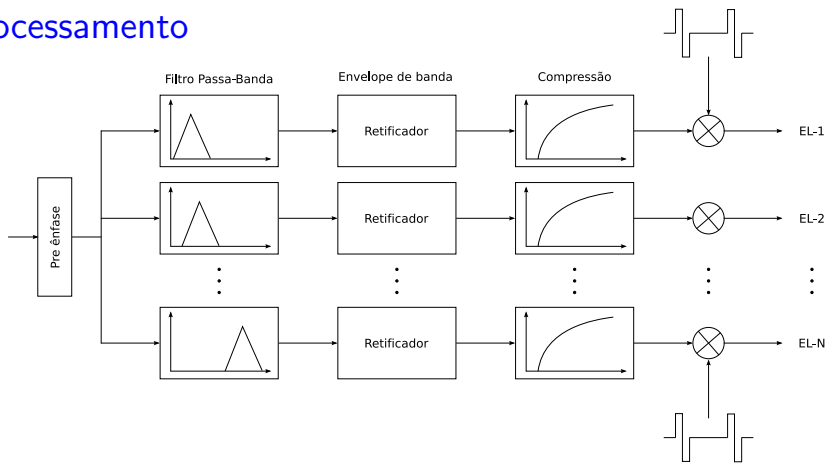 ocessamento
Filtro Passa-Banda
Envelope de banda
Compressão
Pre ênfase
Retificador
EL-1
Retificador
EL-2
Retificador
EL-N